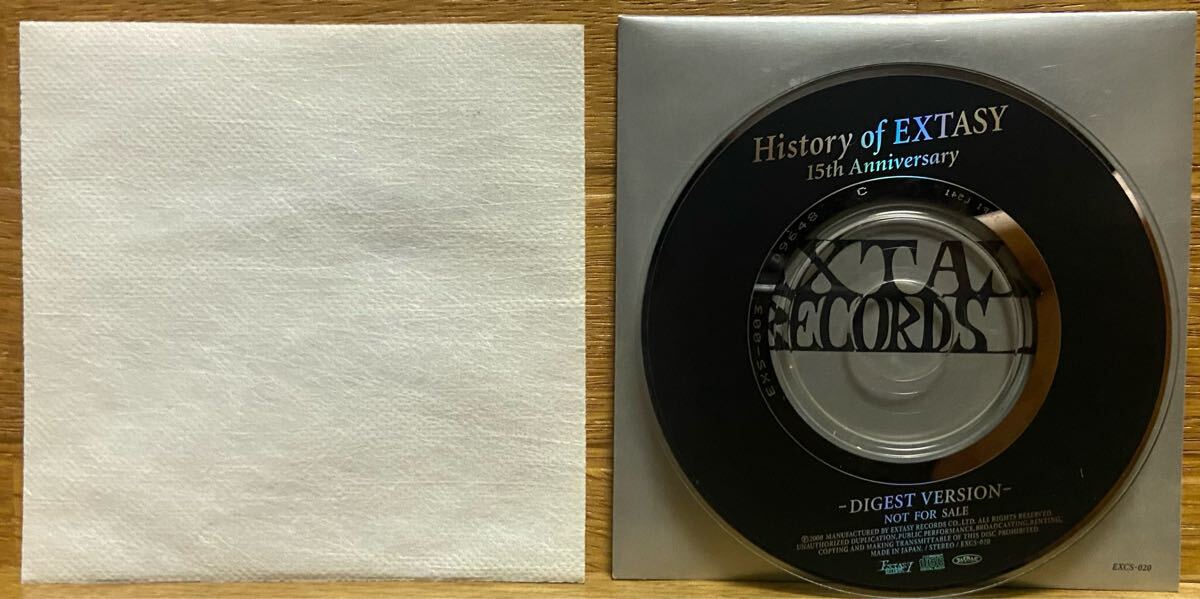 History of EXTASY
15th Anniversary
C
EXTAS
RECORDS
-DIGEST VERSION-
NOT FOR SALE
℗2000 MANUFACTURED BY EXTASY RECORDS CO., LTD. ALL RIGHTS RESERVED.
UNAUTHORIZED DUPLICATION, PUBLIC PERFORMANCE, BROADCASTING, RENTING,
COPYING AND MAKING TRANSMITTABLE OF THIS DISC PROHIBITED.
MADE IN JAPAN. / STEREO / EXCS-020
EXCS-020